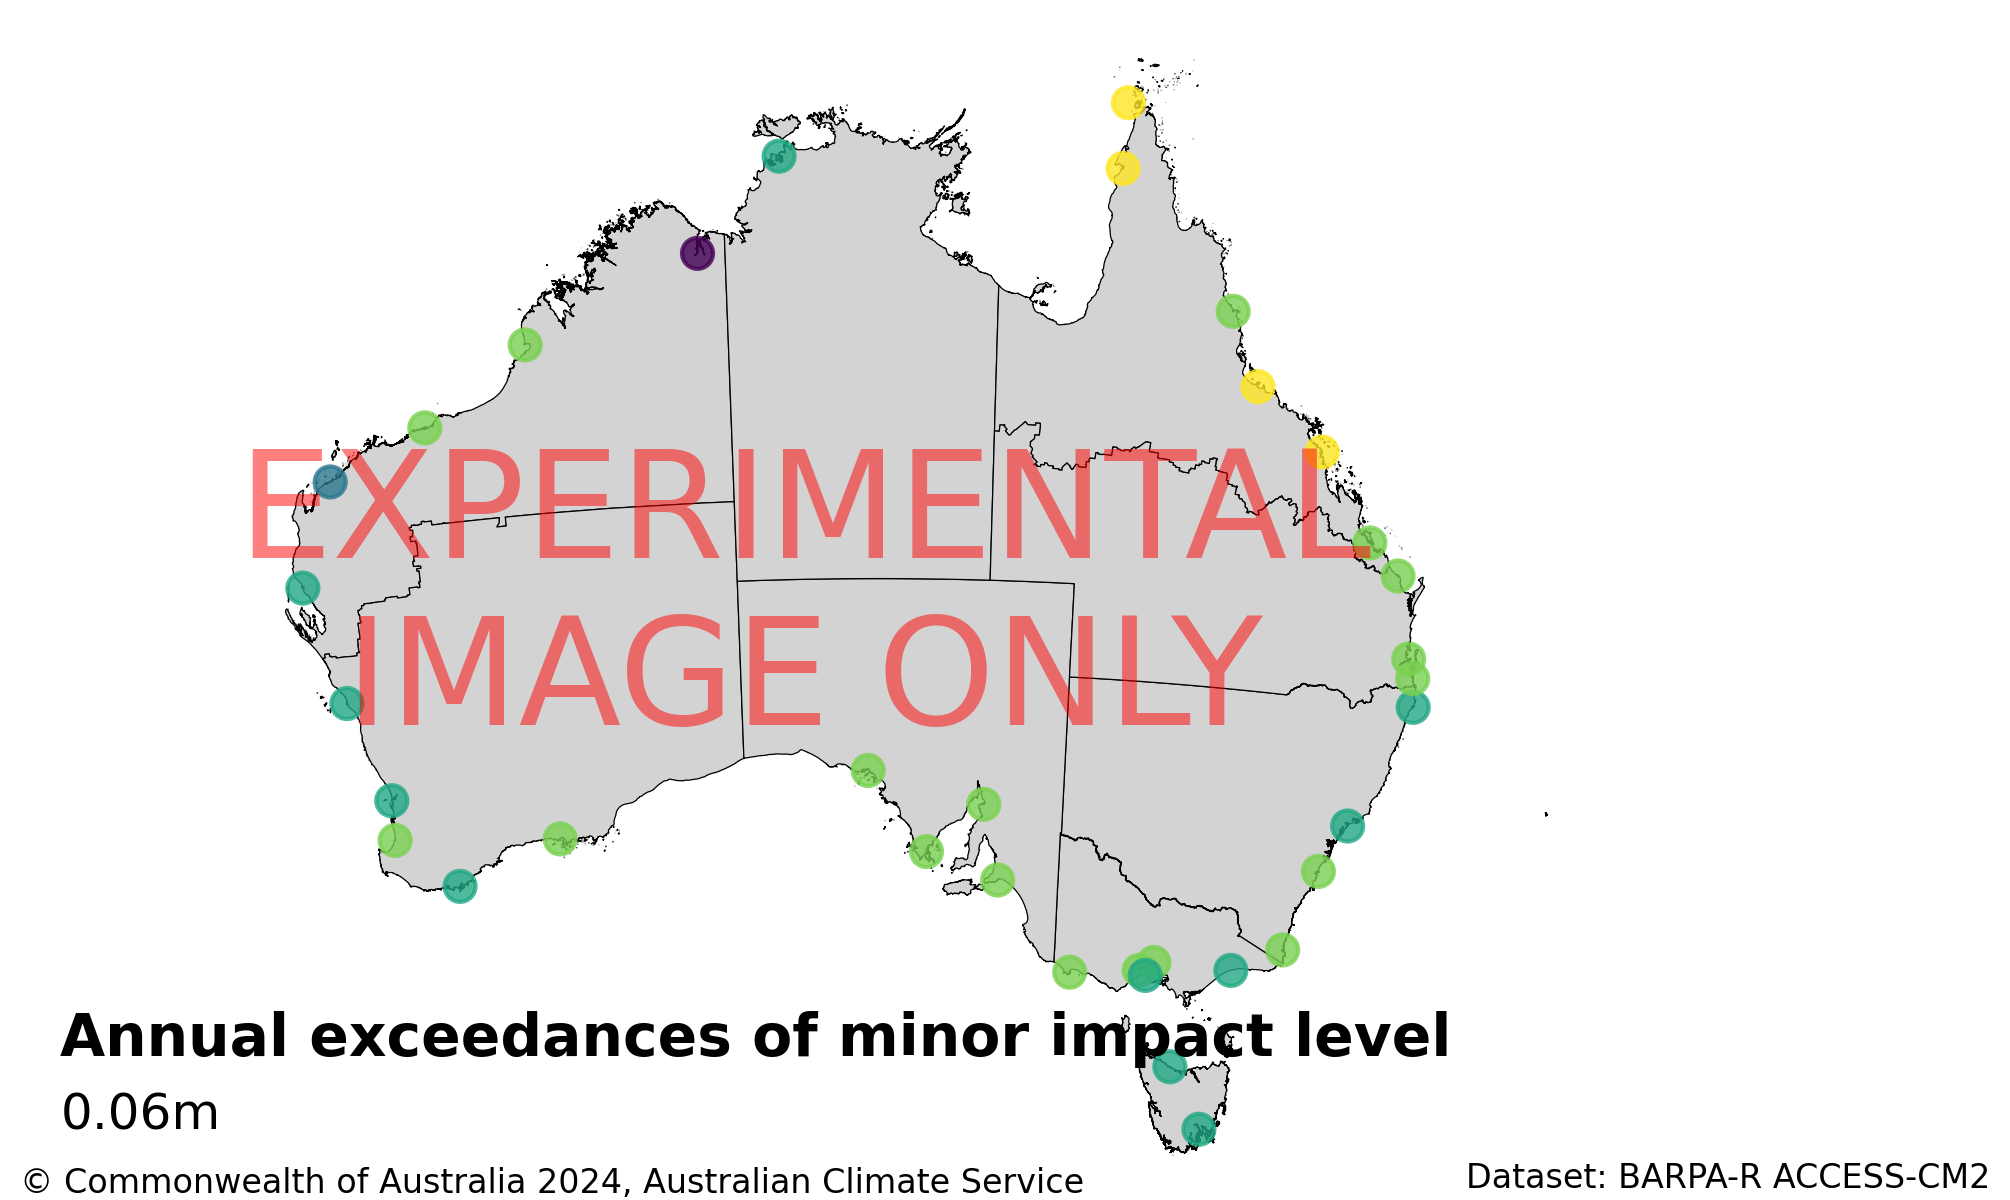 EXPERIMENTAL
IMAGE ONLY
Annual exceedances of minor impact level
0.06m
© Commonwealth of Australia 2024, Australian Climate Service
Dataset: BARPA-R ACCESS-CM2